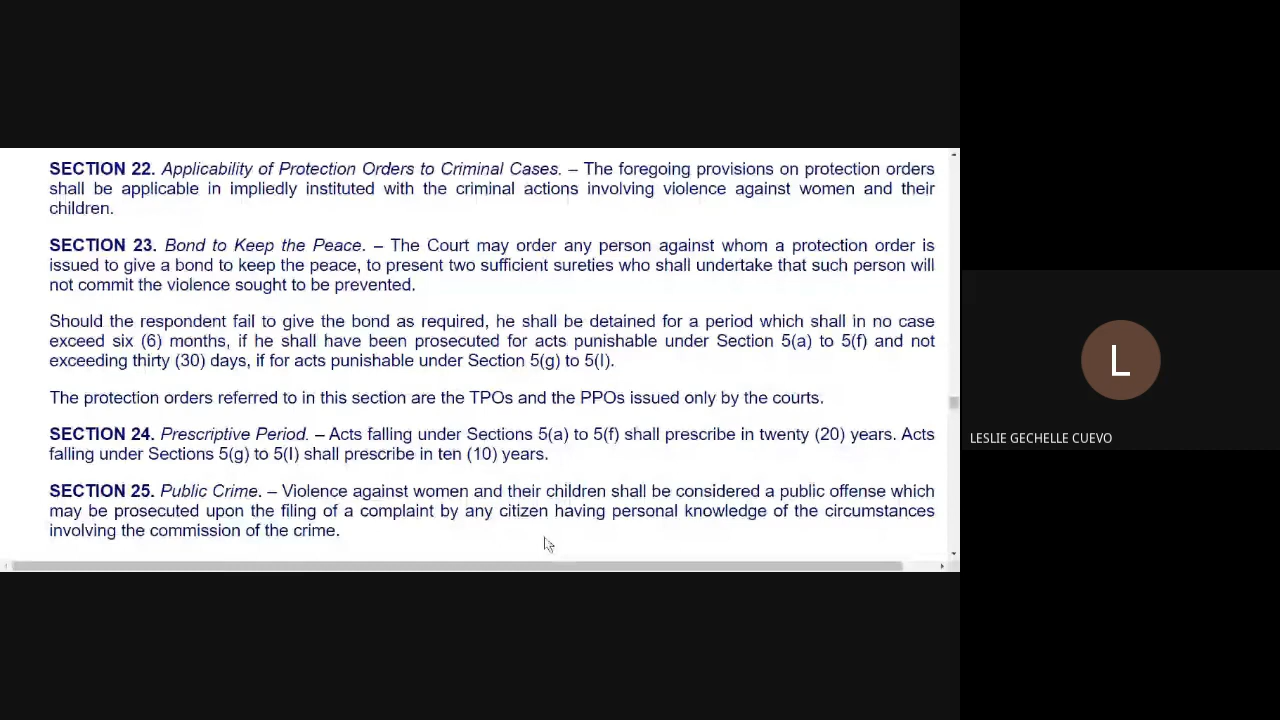 SECTION 22. Applicability of Protection Orders to Criminal Cases. – The foregoing provisions on protection orders
shall be applicable in impliedly instituted with the criminal actions involving violence against women and their
children.
SECTION 23. Bond to Keep the Peace. – The Court may order any person against whom a protection order is
issued to give a bond to keep the peace, to present two sufficient sureties who shall undertake that such person will
not commit the violence sought to be prevented.
Should the respondent fail to give the bond as required, he shall be detained for a period which shall in no case
exceed six (6) months, if he shall have been prosecuted for acts punishable under Section 5(a) to 5(f) and not
exceeding thirty (30) days, if for acts punishable under Section 5(g) to 5(I).
The protection orders referred to in this section are the TPOs and the PPOs issued only by the courts.
SECTION 24. Prescriptive Period. – Acts falling under Sections 5(a) to 5(f) shall prescribe in twenty (20) years. Acts
falling under Sections 5(g) to 5(I) shall prescribe in ten (10) years.
SECTION 25. Public Crime. – Violence against women and their children shall be considered a public offense which
may be prosecuted upon the filing of a complaint by any citizen having personal knowledge of the circumstances
involving the commission of the crime.
L
LESLIE GECHELLE CUEVO